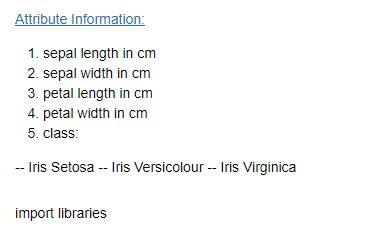 Attribute Information:
1. sepal length in cm
2. sepal width in cm
3. petal length in cm
4. petal width in cm
5. class:
-- Iris Setosa -- Iris Versicolour -- Iris Virginica
import libraries